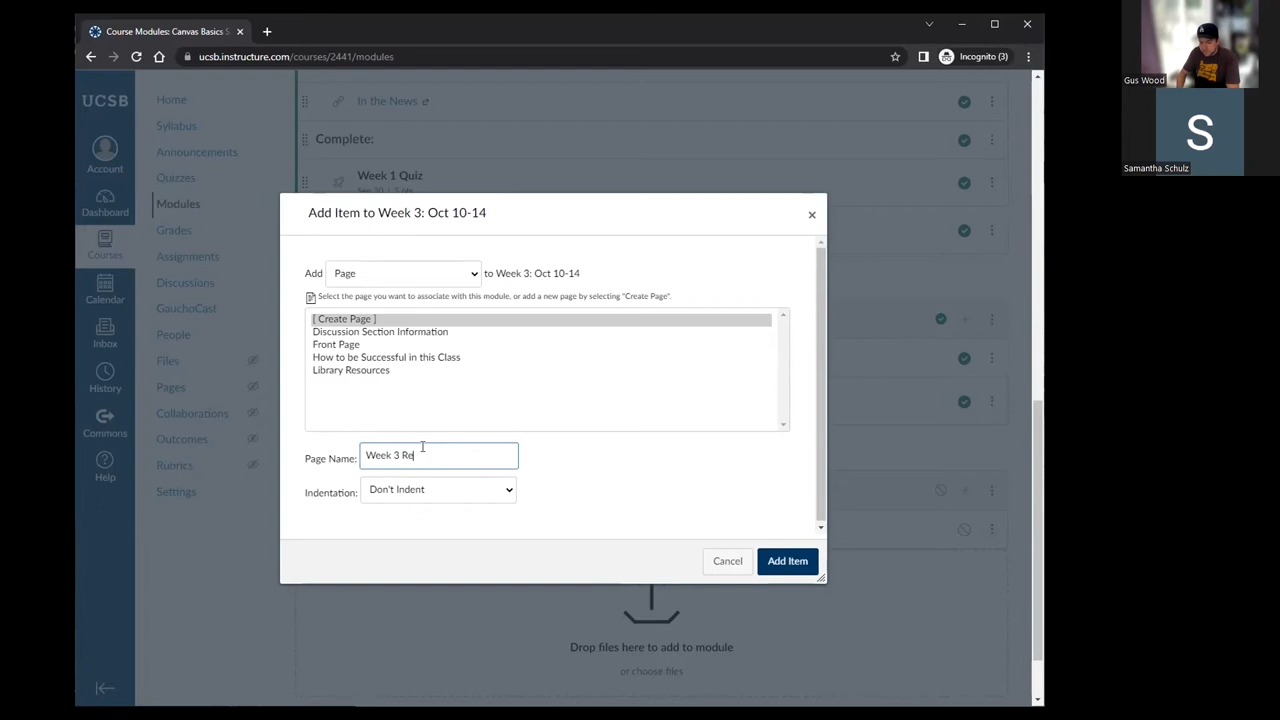 Course Modules: Canvas Basics S
ucsb.instructure.com/courses/2441/modules
Incognito (3)
Gus Wood
S
Samantha Schulz
UCSB
Account
Dashboard
Courses
Calendar
Inbox
History
Commons
Help
Home
Syllabus
Announcements
Quizzes
Modules
Grades
Assignments
Discussions
GauchoCast
People
Files
Pages
Collaborations
Outcomes
Rubrics
Settings
In the News
Complete:
Week 1 Quiz
Sep 30 | 5 pts
Add Item to Week 3: Oct 10-14
Add Page to Week 3: Oct 10-14
Select the page you want to associate with this module, or add a new page by selecting "Create Page".
[ Create Page ]
Discussion Section Information
Front Page
How to be Successful in this Class
Library Resources
Page Name: Week 3 Re
Indentation: Don't Indent
Cancel
Add Item
Drop files here to add to module
or choose files